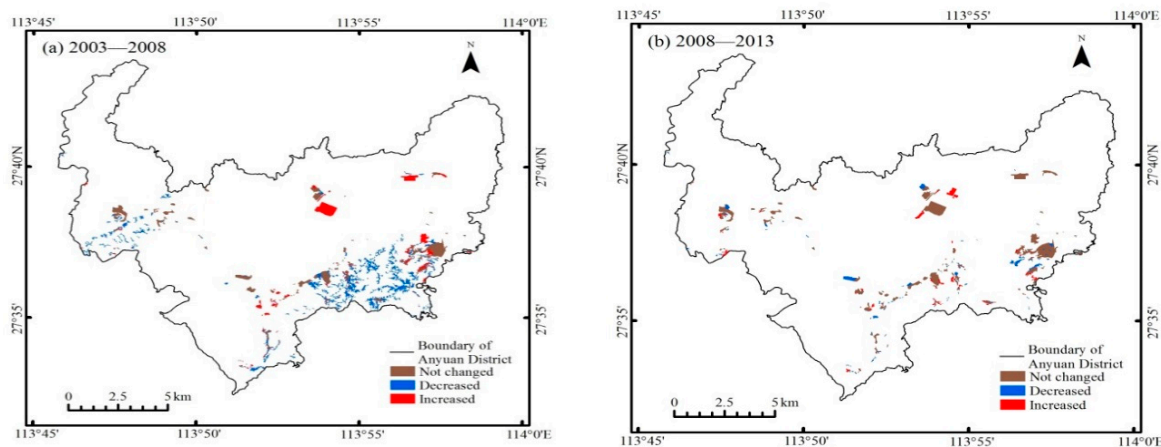 113°45' 113°50' 113°55' 114°0'E
(a) 2003—2008
N
27°40'N
27°35'
27°40'N
27°35'
Boundary of
Anyuan District
Not changed
Decreased
Increased
0 2.5 5 km
113°45' 113°50' 113°55' 114°0'E
113°45' 113°50' 113°55' 114°0'E
(b) 2008—2013
N
27°40'N
27°35'
27°40'N
27°35'
Boundary of
Anyuan District
Not changed
Decreased
Increased
0 2.5 5 km
113°45' 113°50' 113°55' 114°0'E